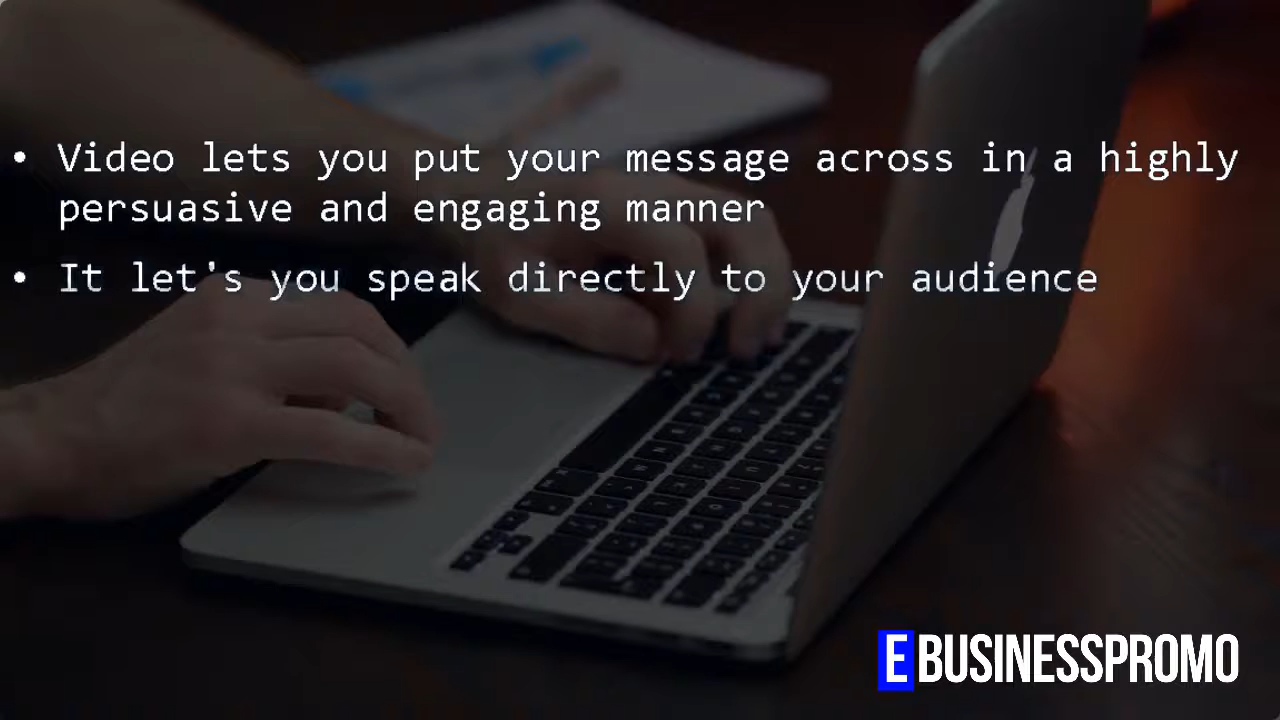 • Video lets you put your message across in a highly
persuasive and engaging manner
• It let's you speak directly to your audience
EBUSINESSPROMO